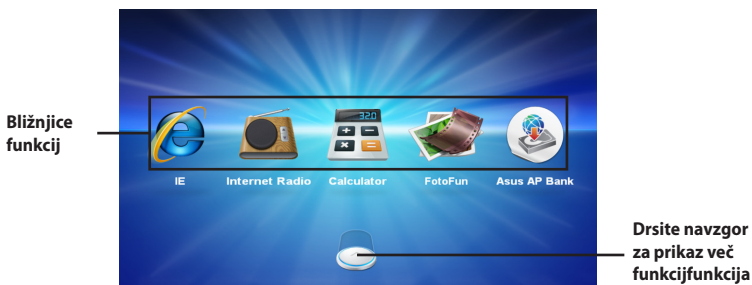 Bližnjice
funkcij
320
IE
Internet Radio
Calculator
FotoFun
Asus AP Bank
Drsite navzgor
za prikaz več
funkcijfunkcija